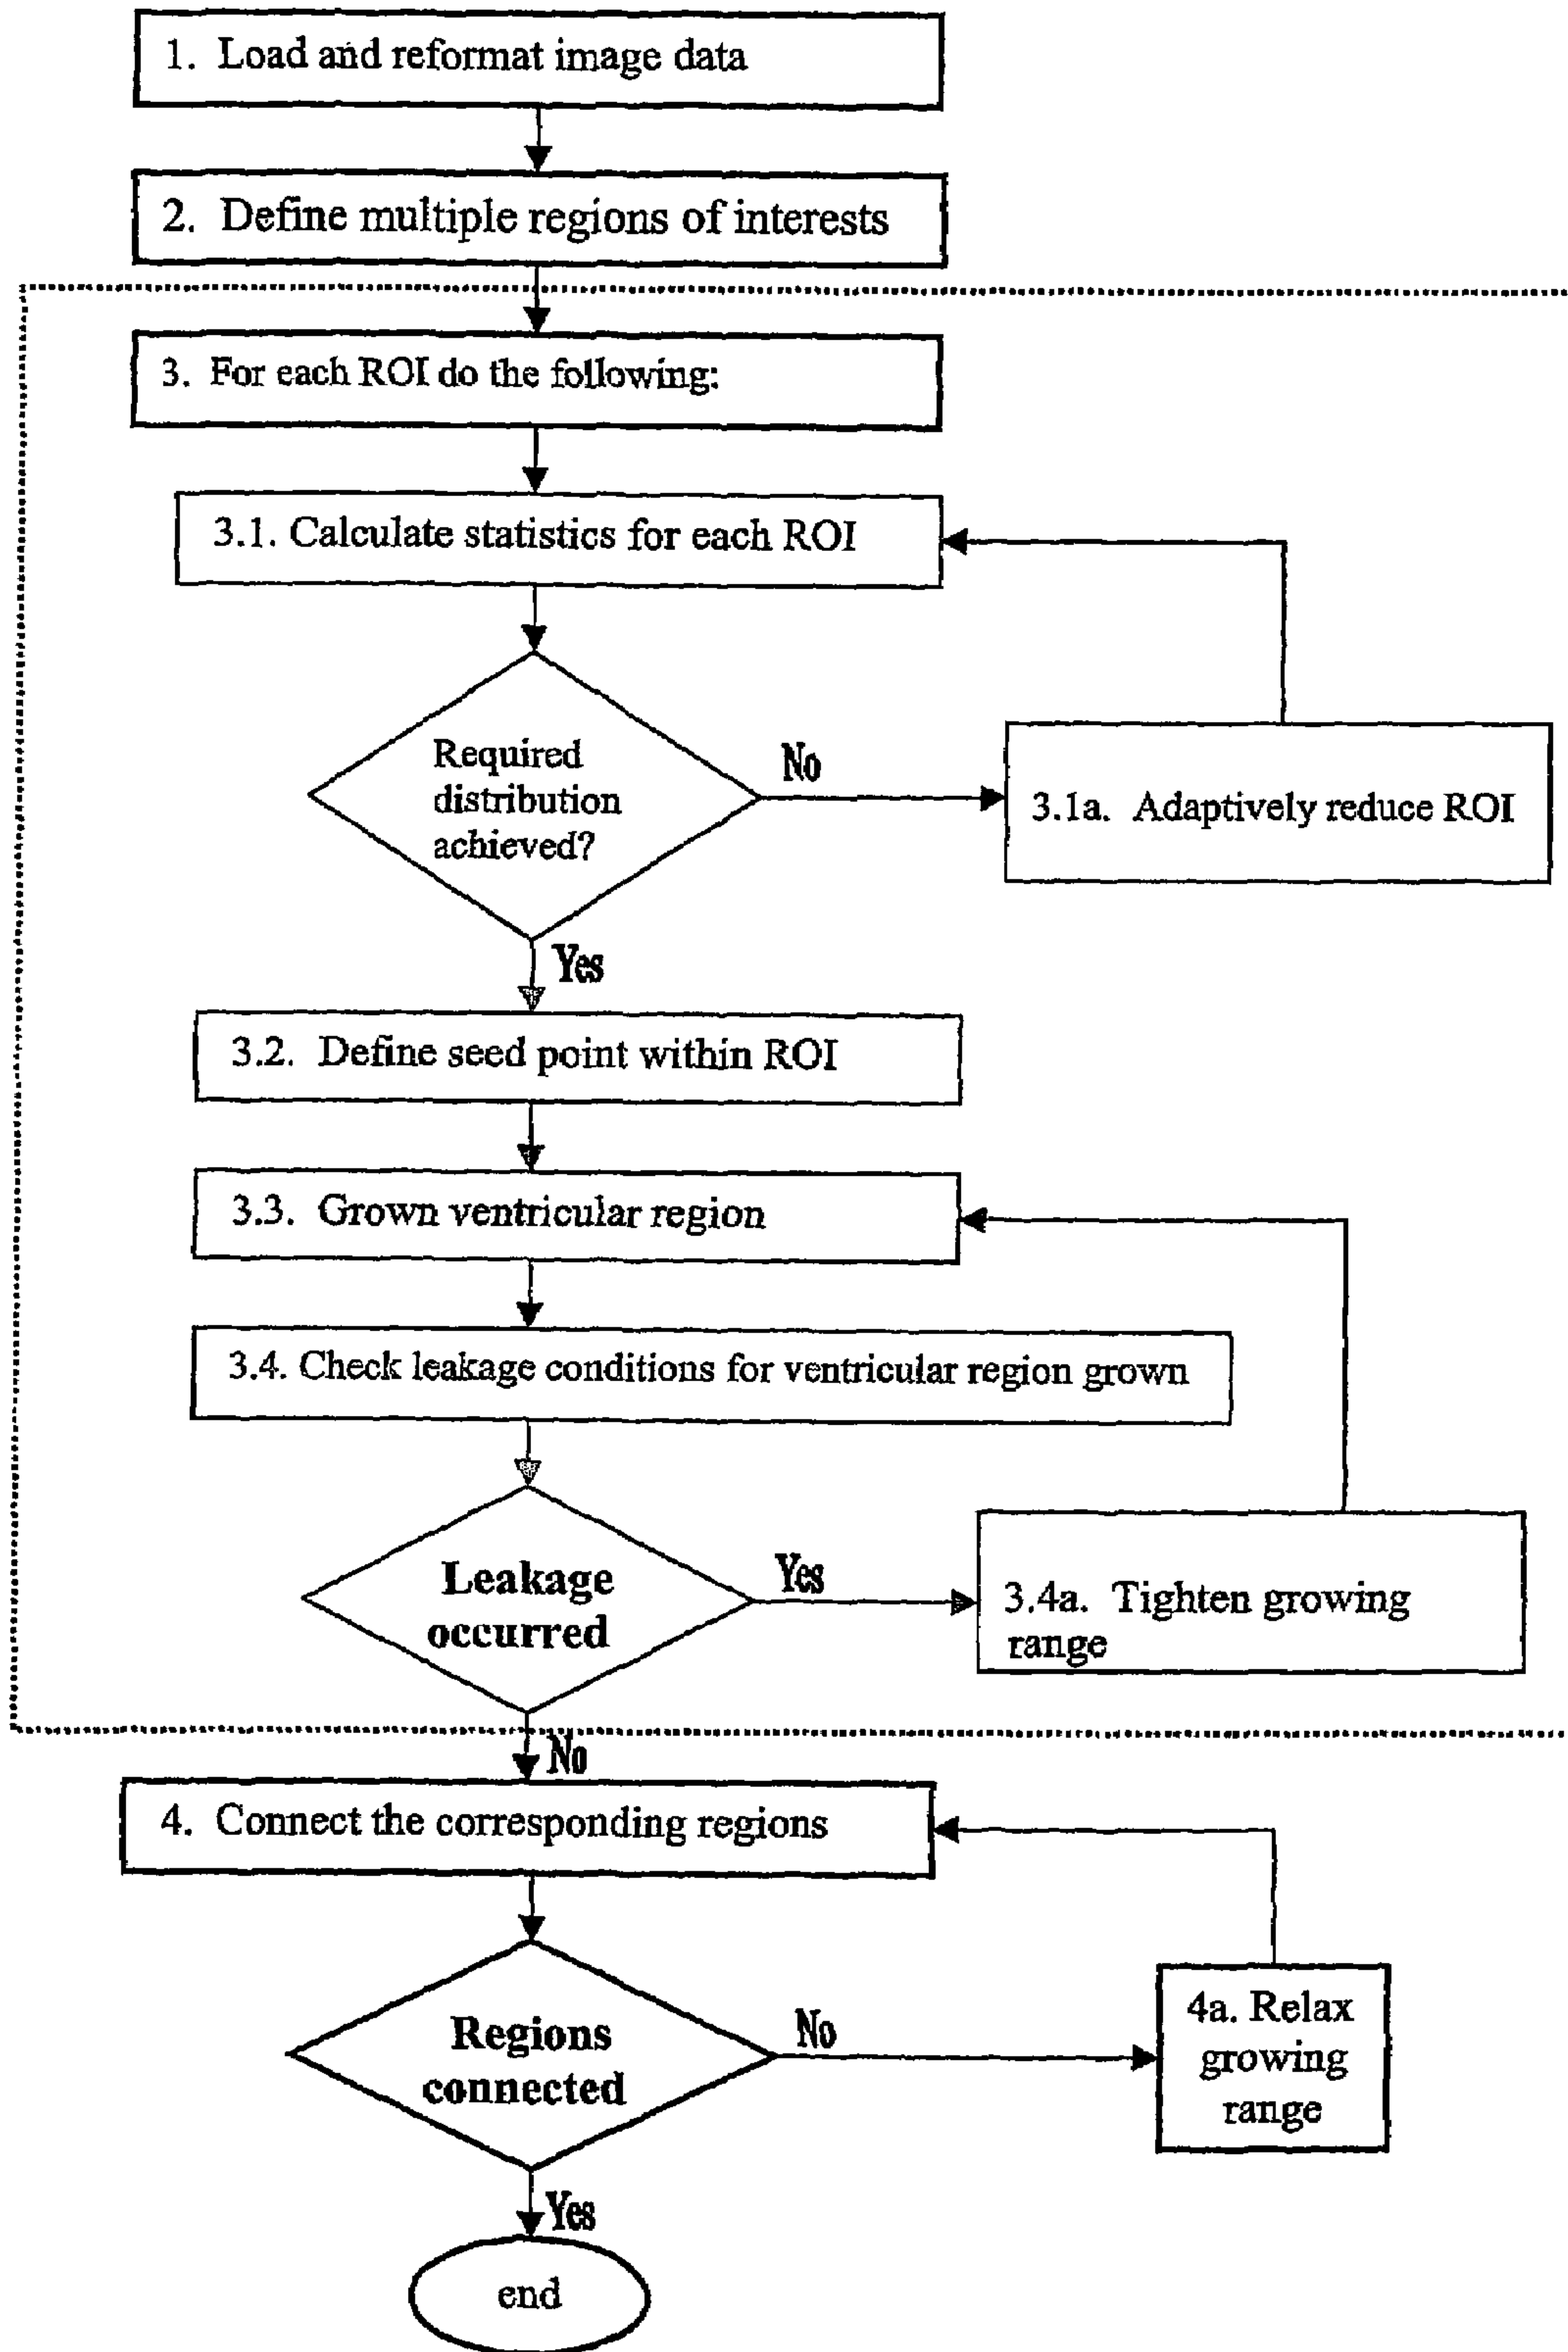 1. Load and reformat image data
2. Define multiple regions of interests
3. For each ROI do the following:
3.1. Calculate statistics for each ROI
Required
distribution
achieved?
No
3.1a. Adaptively reduce ROI
Yes
3.2. Define seed point within ROI
3.3. Grown ventricular region
3.4. Check leakage conditions for ventricular region grown
Leakage
occurred
Yes
3.4a. Tighten growing
range
No
4. Connect the corresponding regions
Regions
connected
No
4a. Relax
growing
range
Yes
end